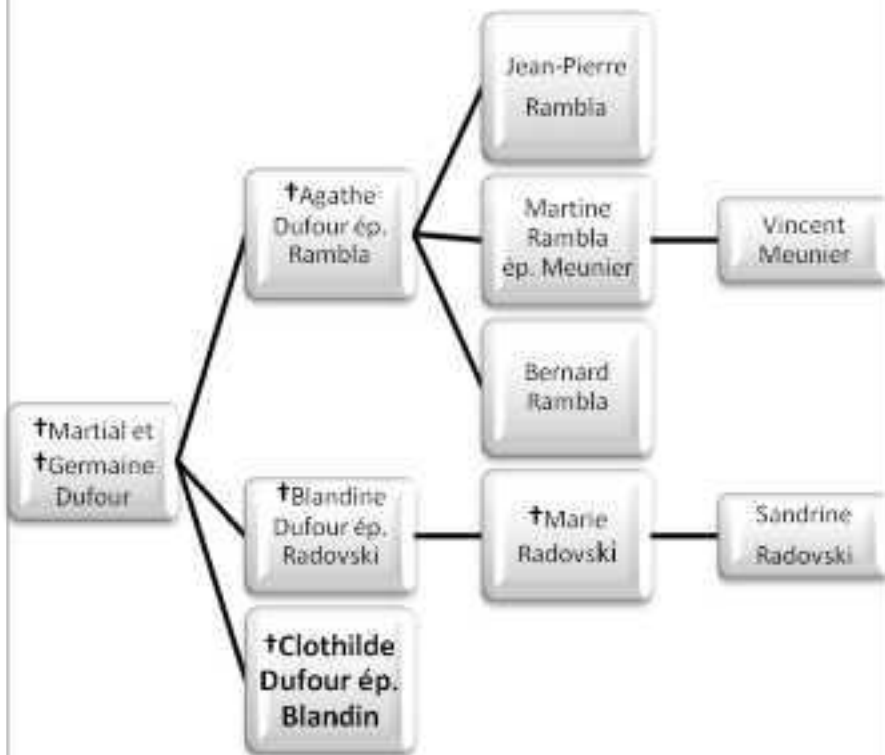 Jean-Pierre
Rambla
†Agathe
Dufour ép.
Rambla
Martine
Rambla
ép. Meunier
Vincent
Meunier
Bernard
Rambla
†Martial et
†Germaine
Dufour
†Blandine
Dufour ép.
Radovski
†Marie
Radovski
Sandrine
Radovski
†Clothilde
Dufour ép.
Blandin